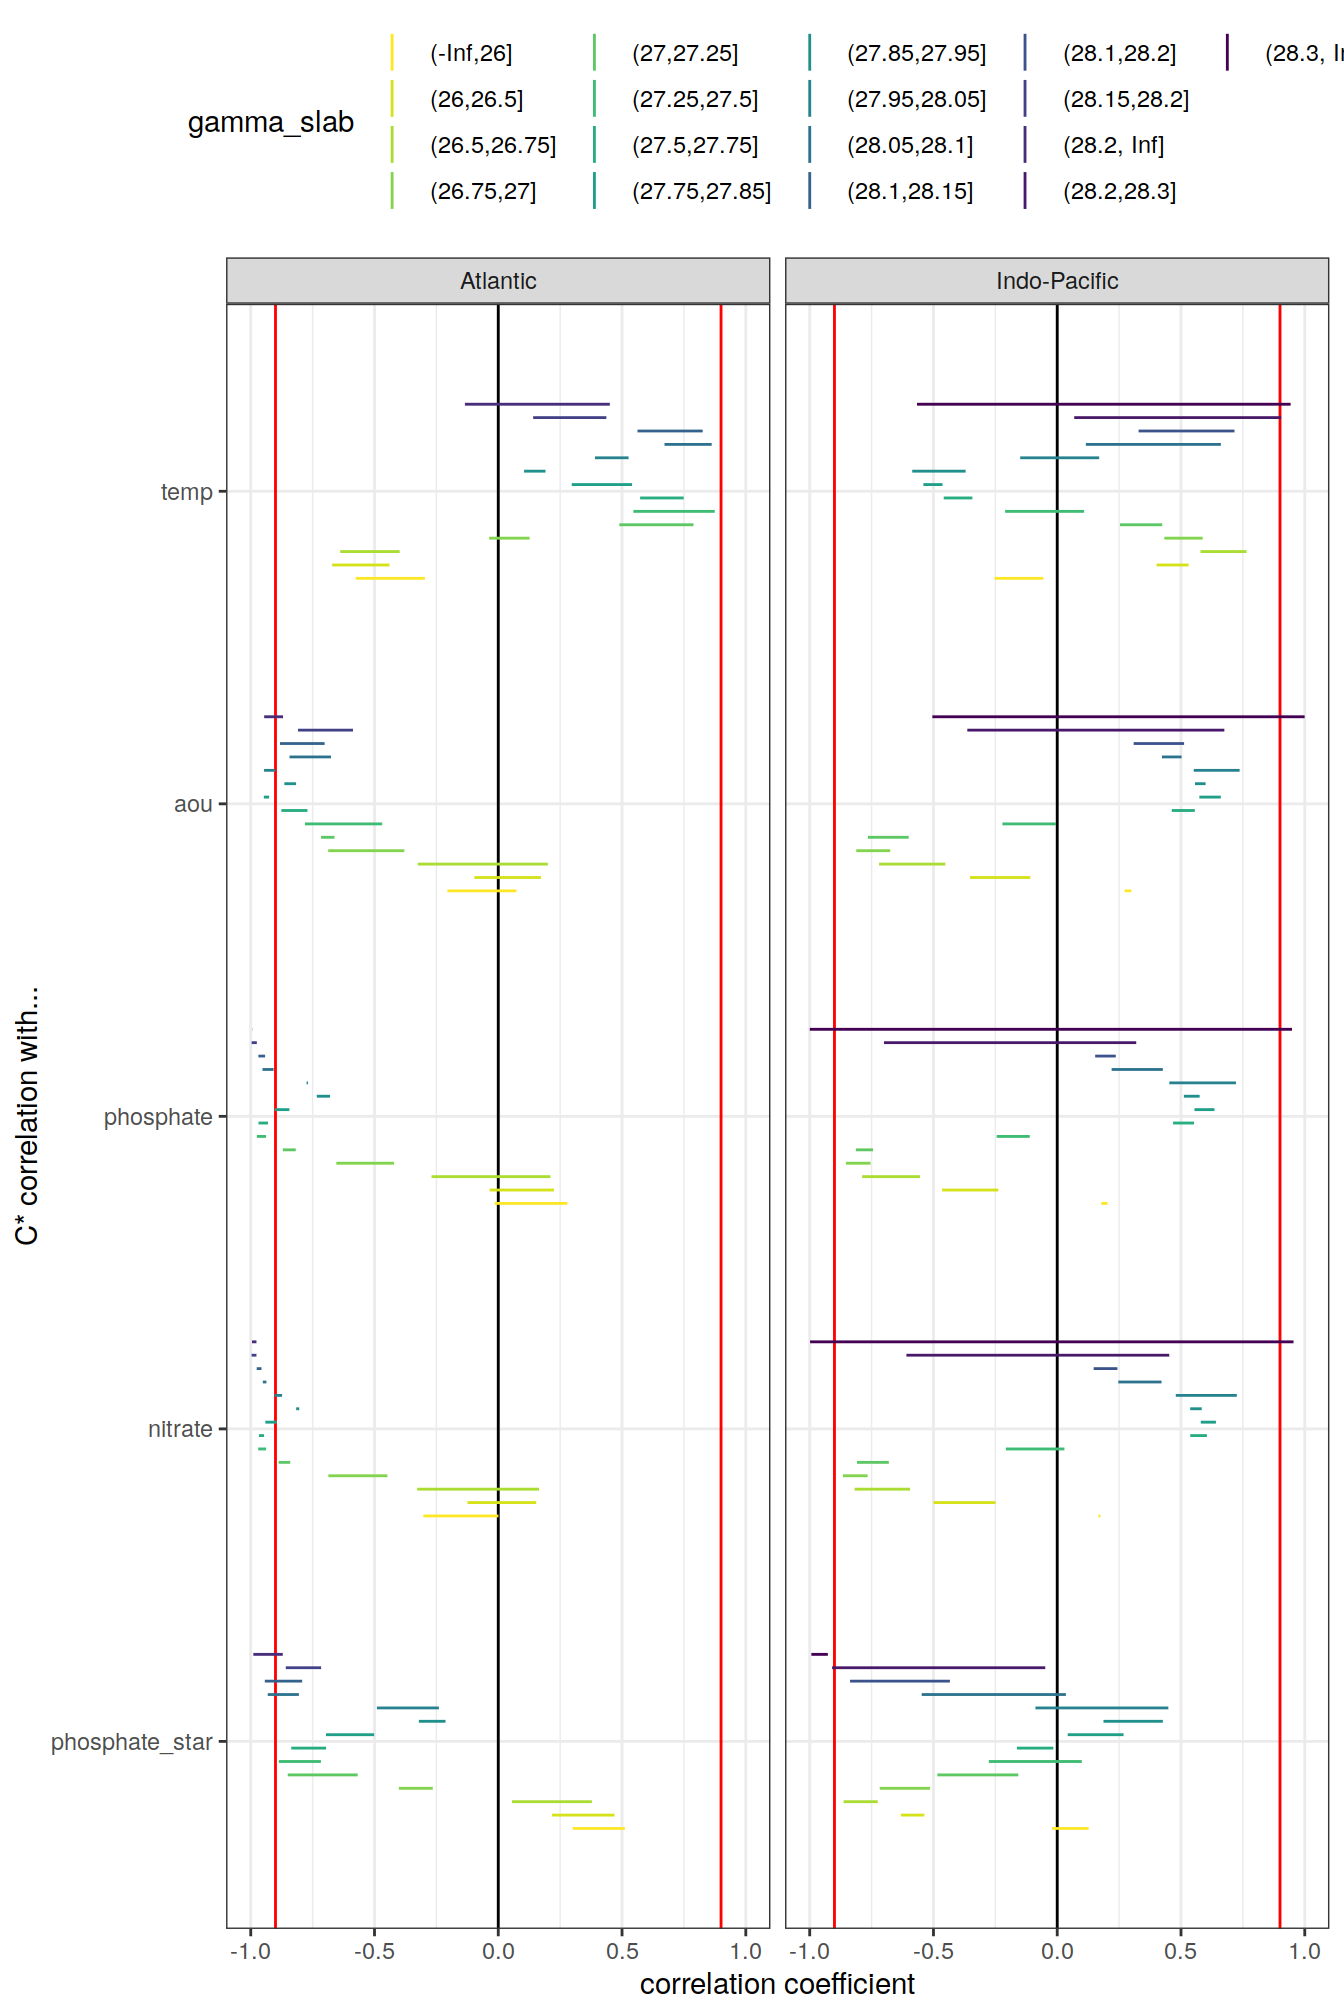 (-Inf,26] (27,27.25] (27.85,27.95] (28.1,28.2] (28.3, In
(26,26.5] (27.25,27.5] (27.95,28.05] (28.15,28.2]
gamma_slab
(26.5,26.75] (27.5,27.75] (28.05,28.1] (28.2, Inf]
(26.75,27] (27.75,27.85] (28.1,28.15] (28.2,28.3]
Atlantic Indo-Pacific
temp
aou
phosphate
nitrate
phosphate_star
C* correlation with...
-1.0 -0.5 0.0 0.5 1.0 -1.0 -0.5 0.0 0.5 1.0
correlation coefficient